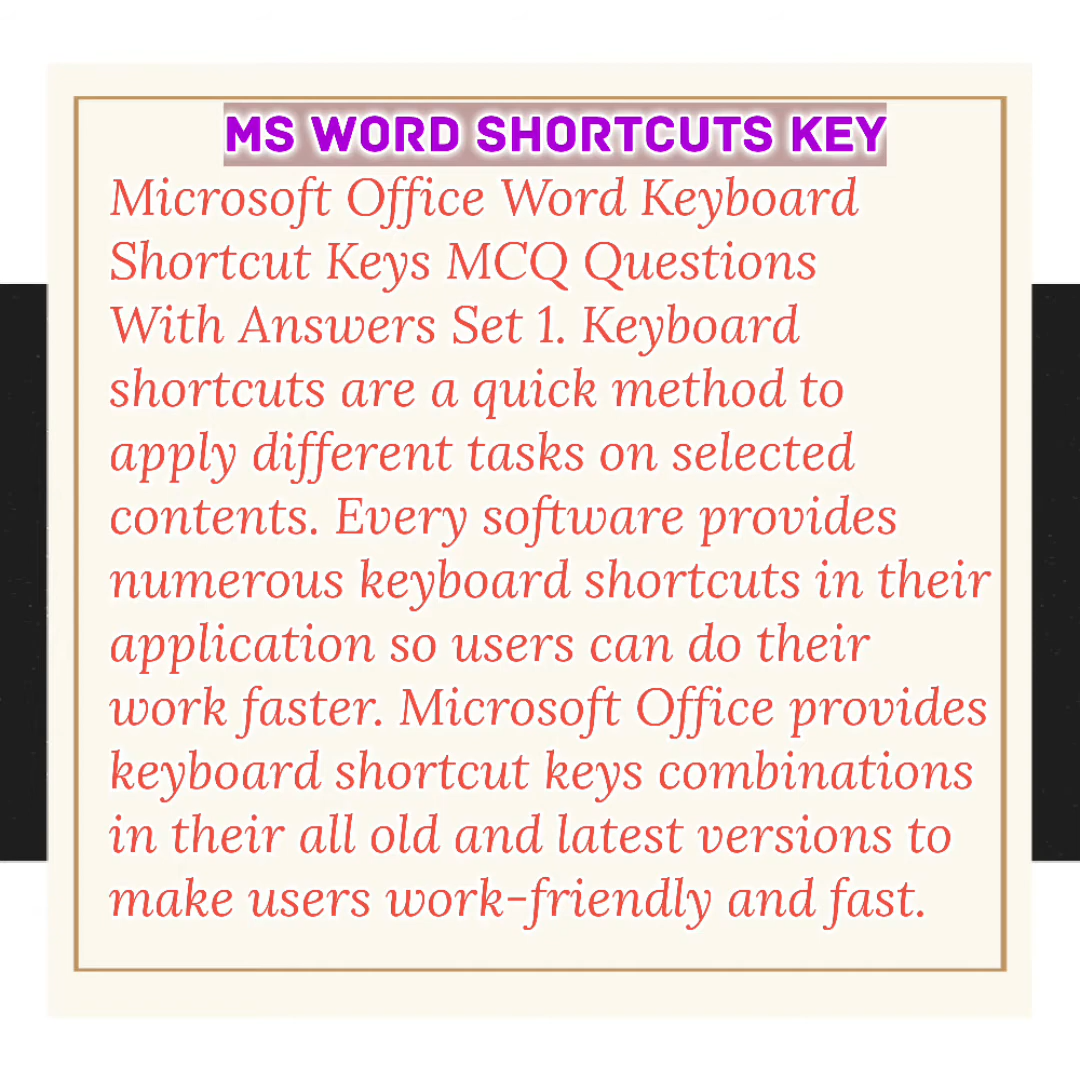 MS WORD SHORTCUTS KEY
Microsoft Office Word Keyboard
Shortcut Keys MCQ Questions
With Answers Set 1. Keyboard
shortcuts are a quick method to
apply different tasks on selected
contents. Every software provides
numerous keyboard shortcuts in their
application so users can do their
work faster. Microsoft Office provides
keyboard shortcut keys combinations
in their all old and latest versions to
make users work-friendly and fast.